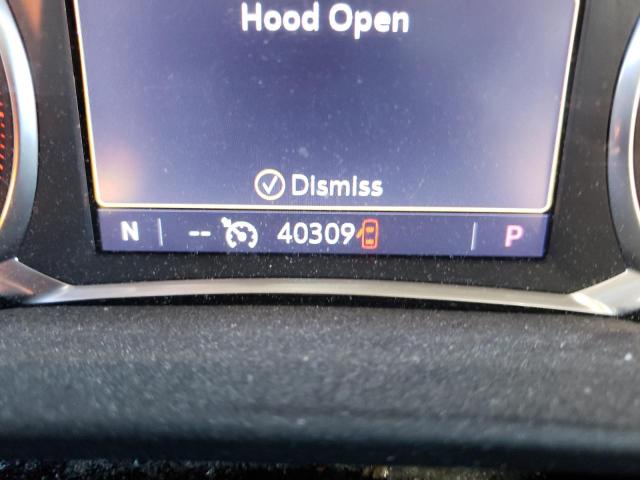 Hood Open
Dismiss
N -- 40309 P